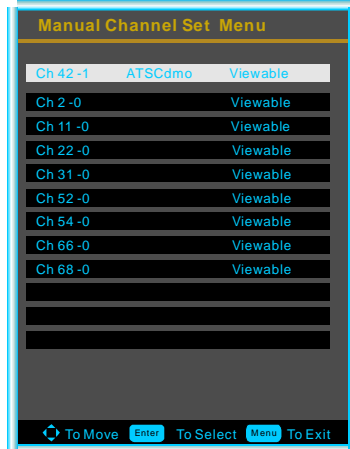 Manual Channel Set Menu
Ch 42 -1 ATSCdmo Viewable
Ch 2 -0 Viewable
Ch 11 -0 Viewable
Ch 22 -0 Viewable
Ch 31 -0 Viewable
Ch 52 -0 Viewable
Ch 54 -0 Viewable
Ch 66 -0 Viewable
Ch 68 -0 Viewable
To Move Enter To Select Menu To Exit